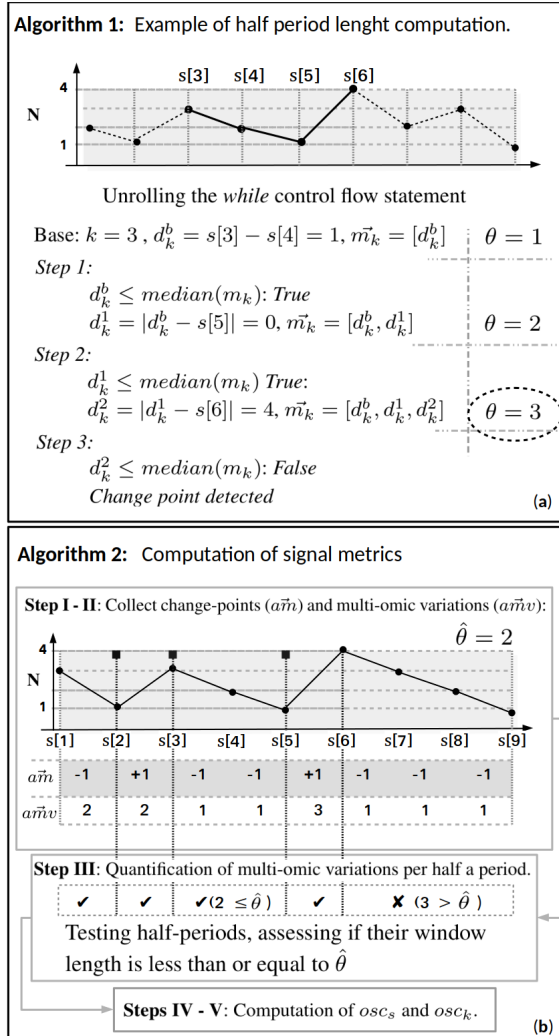 Algorithm 1: Example of half period lenght computation.
s[3] s[4] s[5] s[6]
4
N
1
Unrolling the while control flow statement
Base: k = 3 , d_k^b = s[3] − s[4] = 1, m⃗_k = [d_k^b] θ = 1
Step 1:
d_k^b ≤ median(m_k): True
d_k^1 = |d_k^b − s[5]| = 0, m⃗_k = [d_k^b, d_k^1] θ = 2
Step 2:
d_k^1 ≤ median(m_k) True:
d_k^2 = |d_k^1 − s[6]| = 4, m⃗_k = [d_k^b, d_k^1, d_k^2] θ = 3
Step 3:
d_k^2 ≤ median(m_k): False
Change point detected
(a)
Algorithm 2: Computation of signal metrics
Step I - II: Collect change-points (am⃗) and multi-omic variations (amv⃗):
θ̂ = 2
4
N
1
s[1] s[2] s[3] s[4] s[5] s[6] s[7] s[8] s[9]
am⃗ -1 +1 -1 -1 +1 -1 -1 -1
amv⃗ 2 2 1 1 3 1 1 1
Step III: Quantification of multi-omic variations per half a period.
✔ ✔ ✔(2 ≤ θ̂ ) ✔ ✘ (3 > θ̂ )
Testing half-periods, assessing if their window
length is less than or equal to θ̂
Steps IV - V: Computation of osc_s and osc_k.
(b)